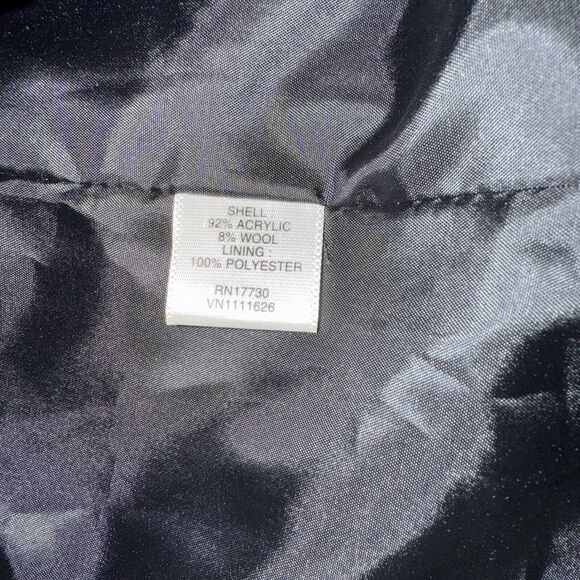 SHELL :
92% ACRYLIC
8% WOOL
LINING :
100% POLYESTER
RN17730
VN1111626